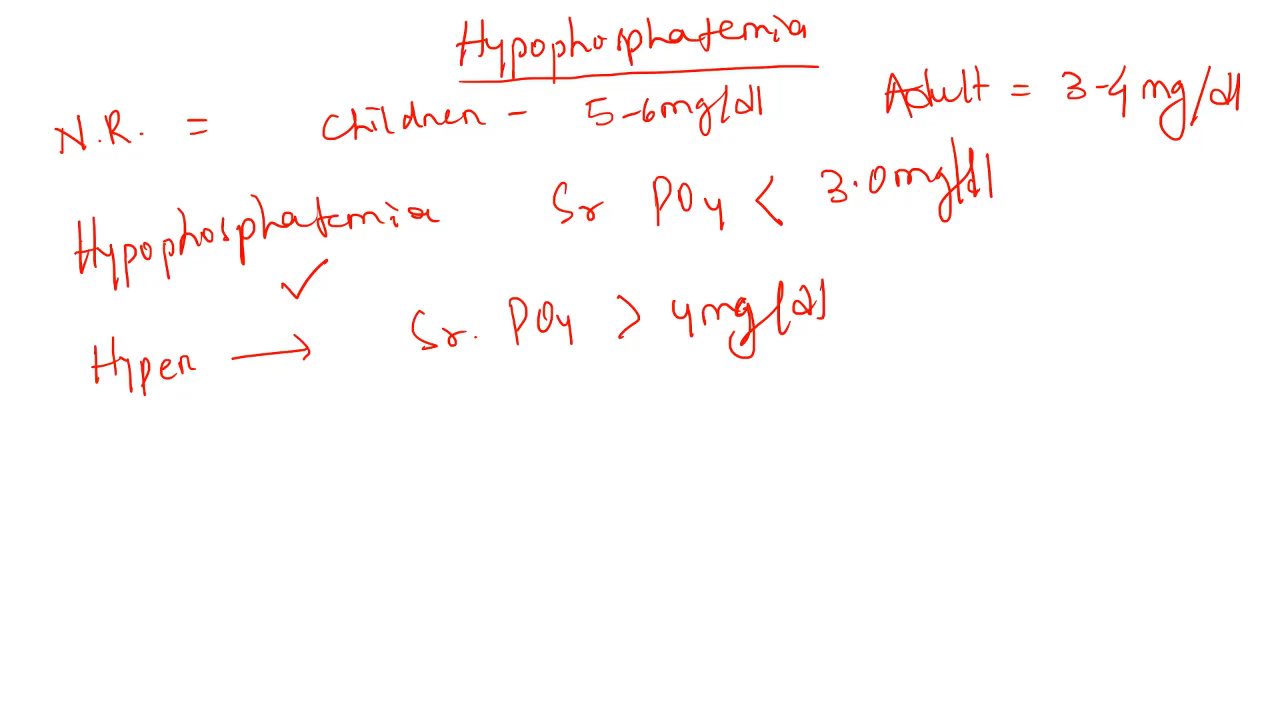 Hypophosphatemia
N.R. = Children - 5-6mg/dl Adult = 3-4 mg/dl
Hypophosphatemia Sr PO4 < 3.0mg/dl
Hyper → Sr. PO4 > 4mg/dl